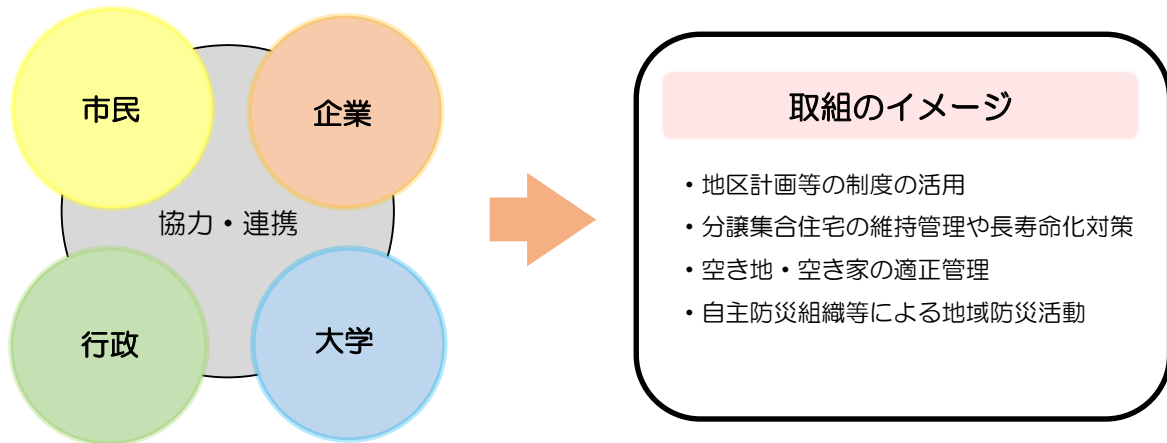 市民
企業
協力・連携
行政
大学
取組のイメージ
・地区計画等の制度の活用
・分譲集合住宅の維持管理や長寿命化対策
・空き地・空き家の適正管理
・自主防災組織等による地域防災活動